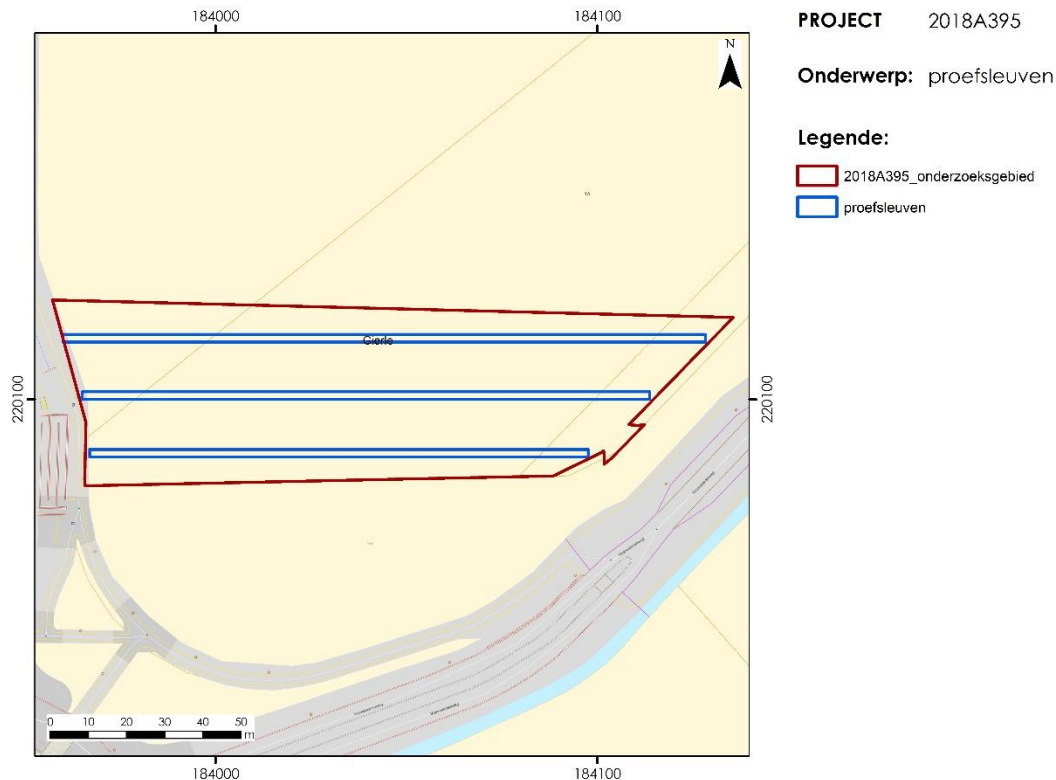 184000 184100
PROJECT 2018A395
N
Onderwerp: proefsleuven
Legende:
2018A395_onderzoeksgebied
proefsleuven
Gierle
220100 220100
0 10 20 30 40 50
m
184000 184100